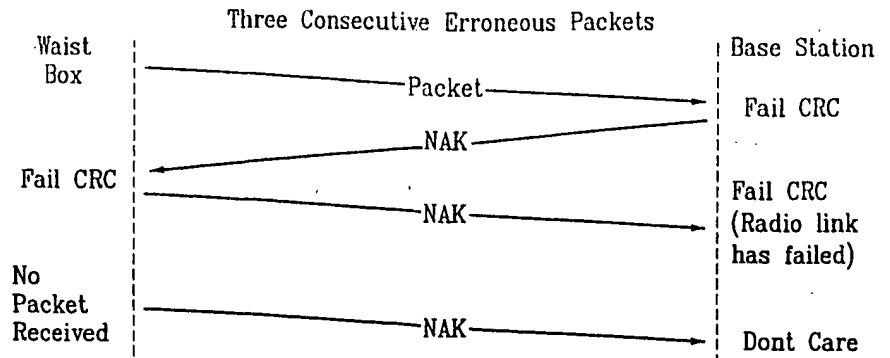 Three Consecutive Erroneous Packets
Waist
Box
Base Station
Packet
Fail CRC
NAK
Fail CRC
NAK
Fail CRC
(Radio link
has failed)
No
Packet
Received
NAK
Dont Care